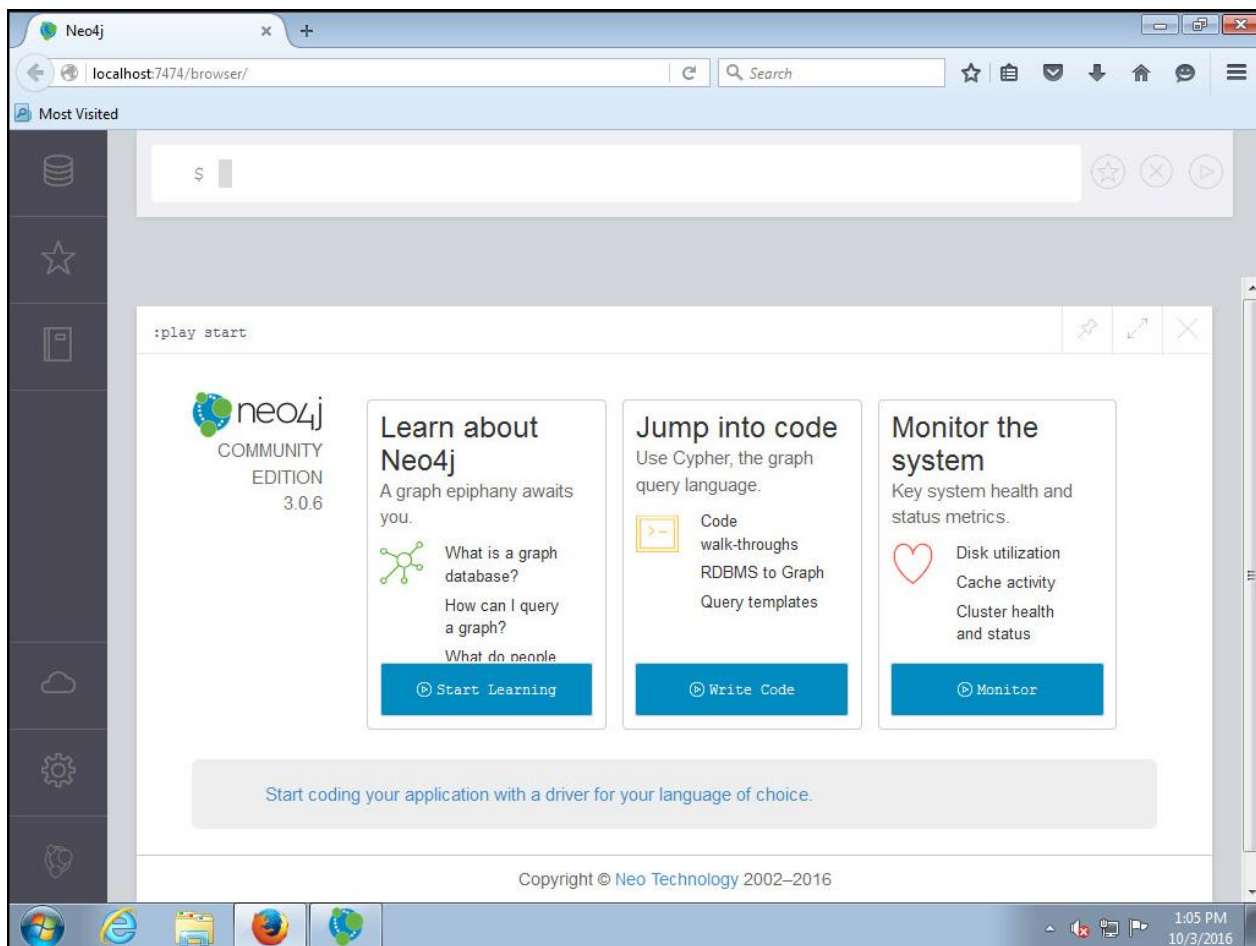 Neo4j
localhost:7474/browser/
Search
Most Visited
$
:play start
neo4j
COMMUNITY
EDITION
3.0.6
Learn about
Neo4j
A graph epiphany awaits
you.
What is a graph
database?
How can I query
a graph?
What do people
Start Learning
Jump into code
Use Cypher, the graph
query language.
Code
walk-throughs
RDBMS to Graph
Query templates
Write Code
Monitor the
system
Key system health and
status metrics.
Disk utilization
Cache activity
Cluster health
and status
Monitor
Start coding your application with a driver for your language of choice.
Copyright © Neo Technology 2002–2016
1:05 PM
10/3/2016